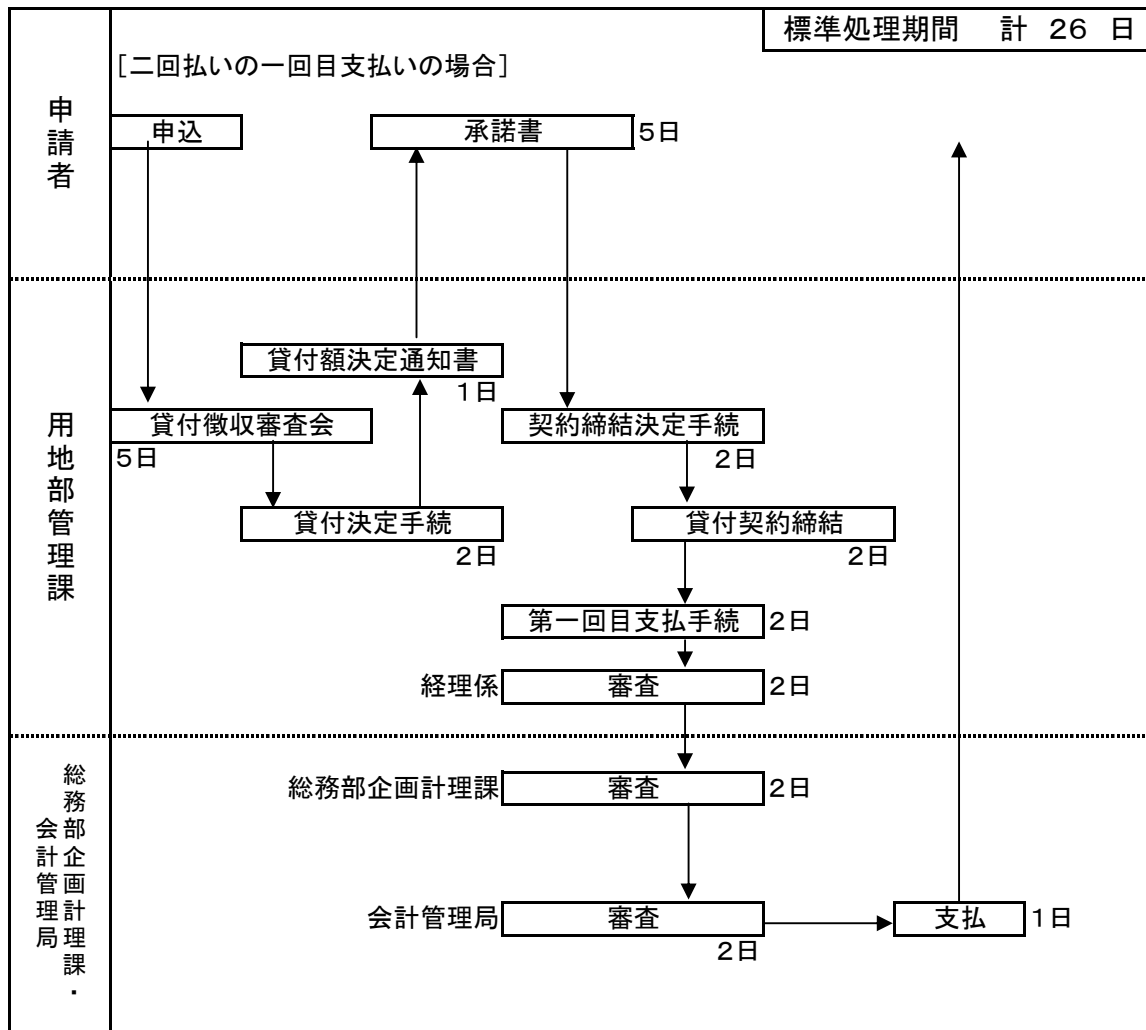 標準処理期間　計 ２６ 日
［二回払いの一回目支払いの場合］
申請者
申込
承諾書
５日
用地部管理課
貸付額決定通知書
１日
貸付徴収審査会
５日
契約締結決定手続
２日
貸付決定手続
２日
貸付契約締結
２日
第一回目支払手続
２日
経理係
審査
２日
総務部企画計理課・
会計管理局
総務部企画計理課
審査
２日
会計管理局
審査
２日
支払
１日